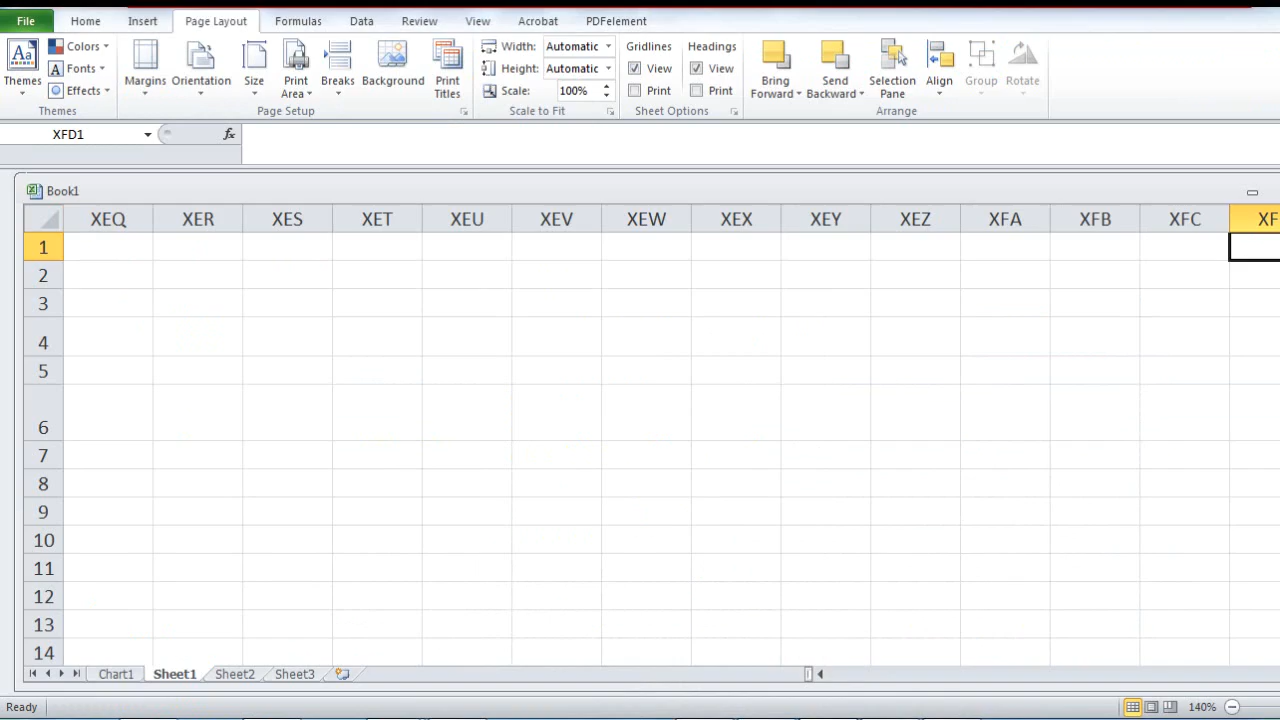 File Home Insert Page Layout Formulas Data Review View Acrobat PDFelement
Colors Width: Automatic Gridlines Headings
Fonts Height: Automatic View View
Themes Effects Margins Orientation Size Print Area Breaks Background Print Titles Scale: 100% Print Print Bring Forward Send Backward Selection Pane Align Group Rotate
Themes Page Setup Scale to Fit Sheet Options Arrange
XFD1 fx
Book1
XEQ XER XES XET XEU XEV XEW XEX XEY XEZ XFA XFB XFC XF
1
2
3
4
5
6
7
8
9
10
11
12
13
14
Chart1 Sheet1 Sheet2 Sheet3
Ready 140%